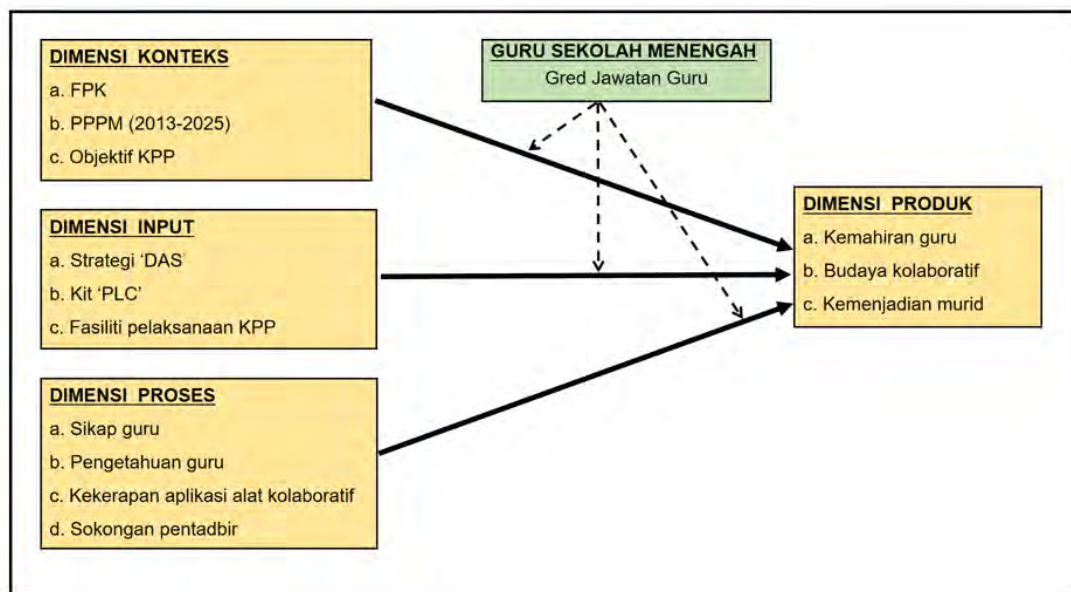 DIMENSI KONTEKS
a. FPK
b. PPPM (2013-2025)
c. Objektif KPP
GURU SEKOLAH MENENGAH
Gred Jawatan Guru
DIMENSI INPUT
a. Strategi ‘DAS’
b. Kit ‘PLC’
c. Fasiliti pelaksanaan KPP
DIMENSI PRODUK
a. Kemahiran guru
b. Budaya kolaboratif
c. Kemenjadian murid
DIMENSI PROSES
a. Sikap guru
b. Pengetahuan guru
c. Kekerapan aplikasi alat kolaboratif
d. Sokongan pentadbir